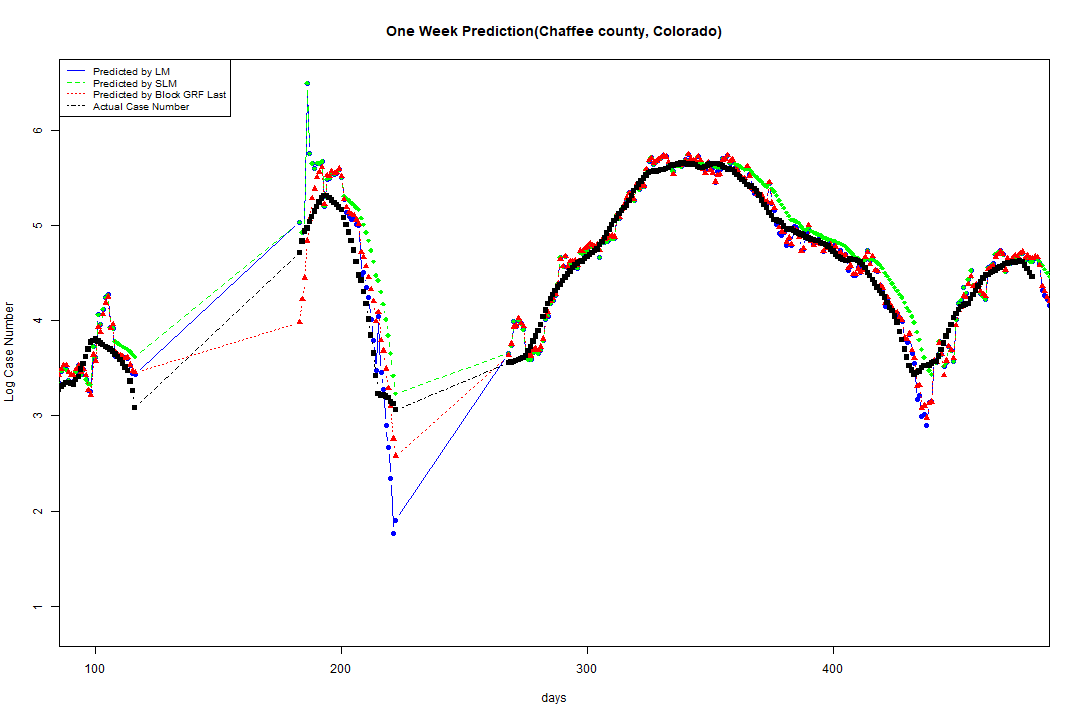 One Week Prediction(Chaffee county, Colorado)
Predicted by LM
Predicted by SLM
Predicted by Block GRF Last
Actual Case Number
6
5
4
3
2
1
Log Case Number
100 200 300 400
days